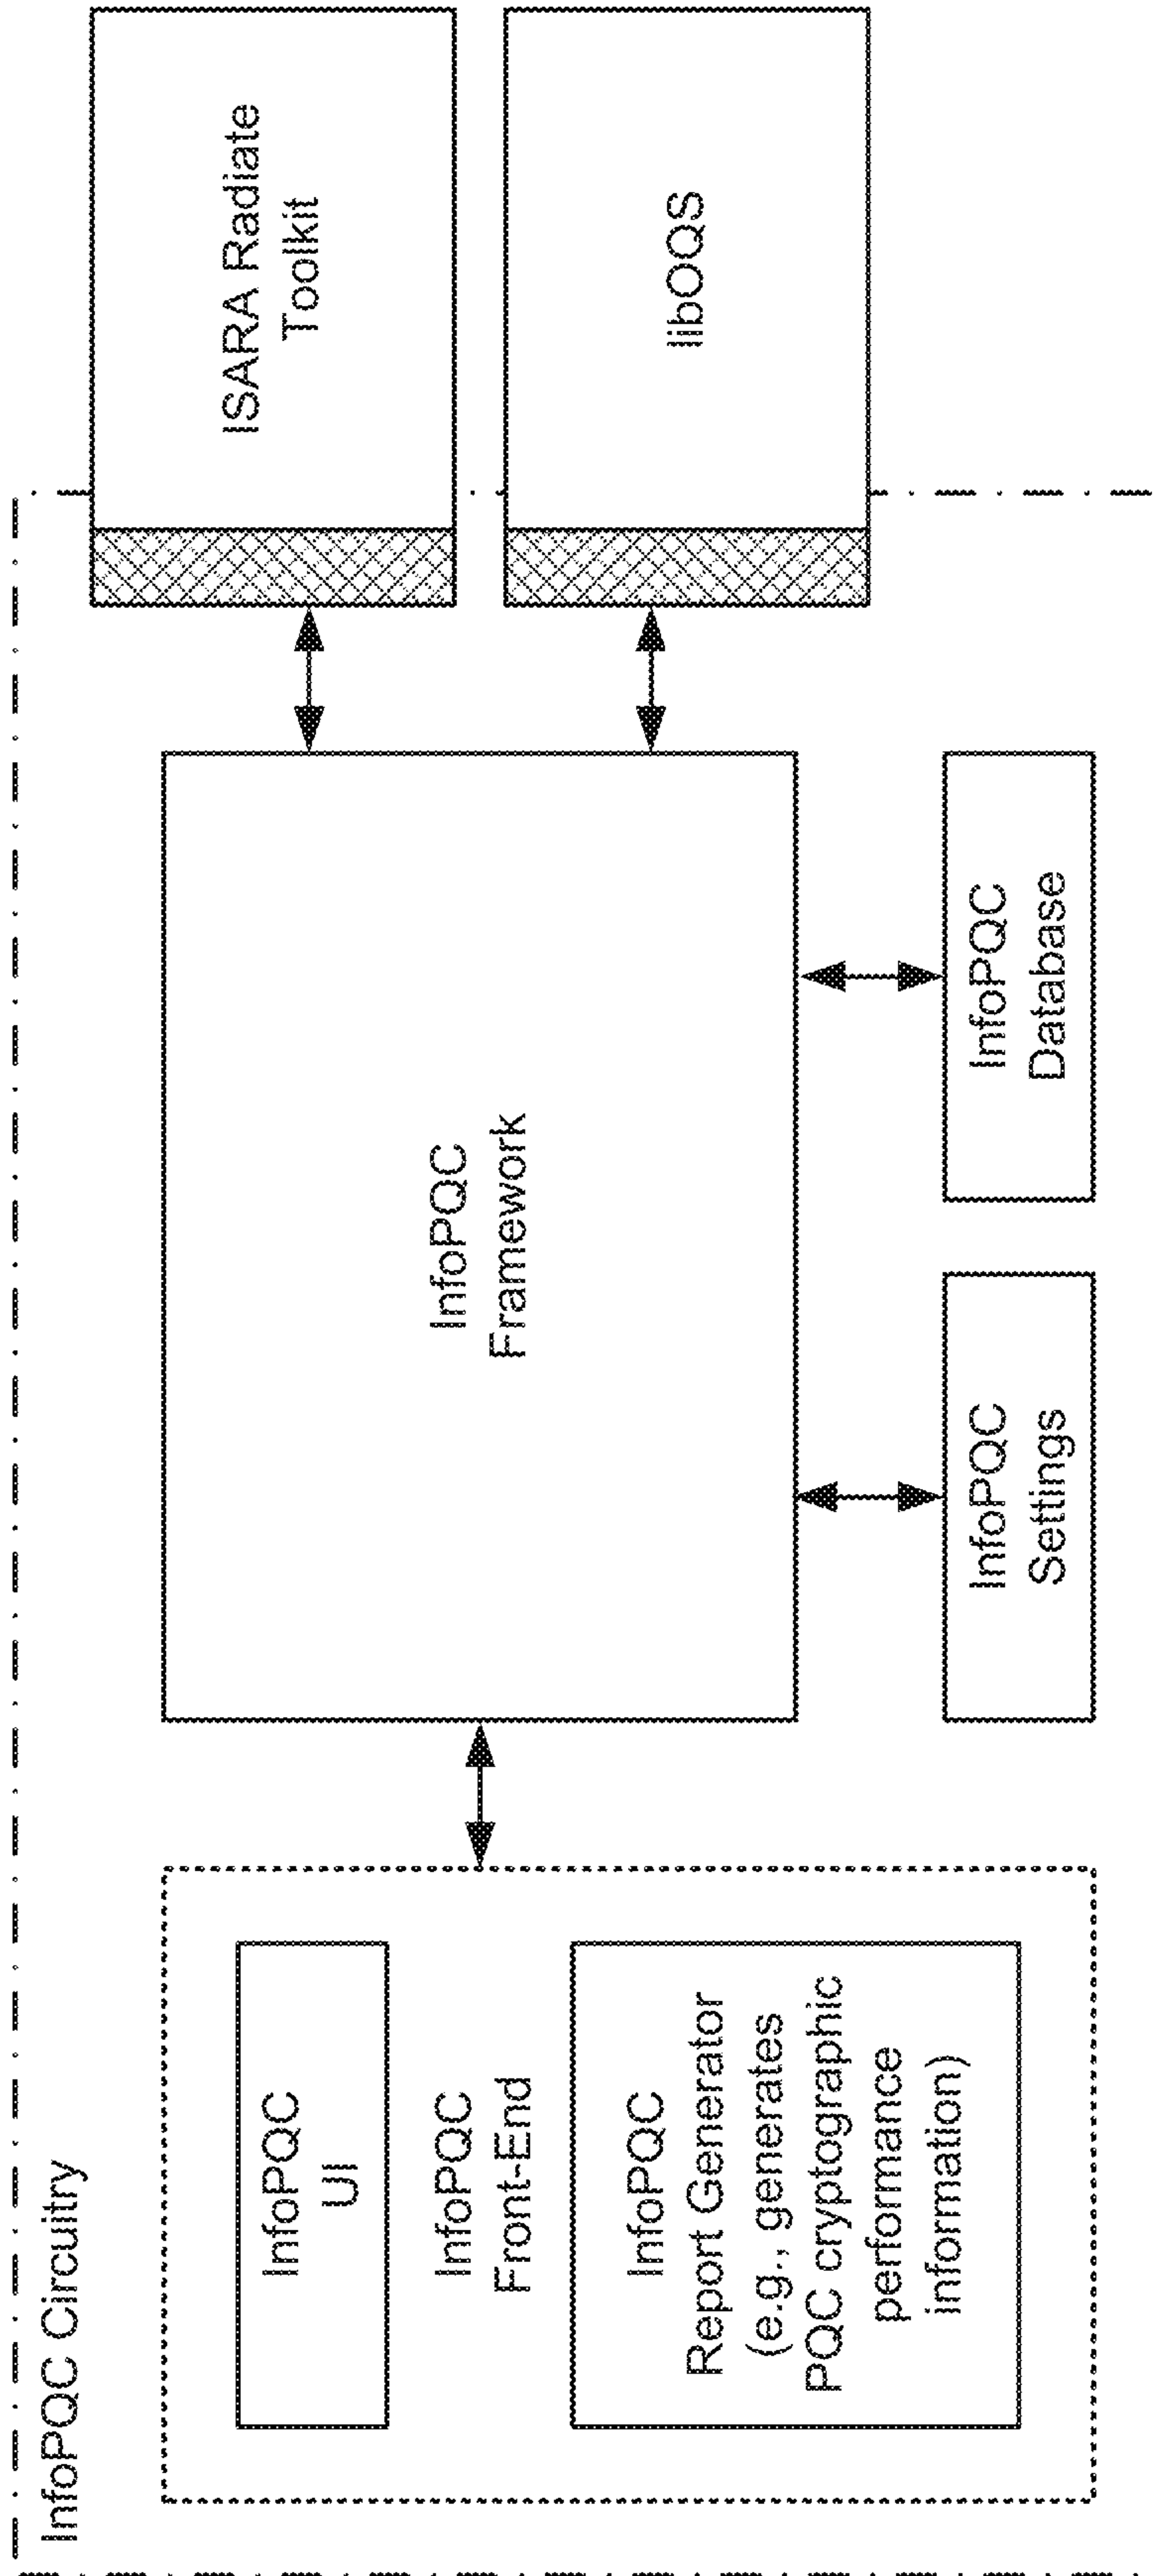 InfoPQC Circuitry
InfoPQC
UI
InfoPQC
Front-End
InfoPQC
Report Generator
(e.g., generates
PQC cryptographic
performance
information)
InfoPQC
Framework
InfoPQC
Settings
InfoPQC
Database
ISARA Radiate
Toolkit
libOQS